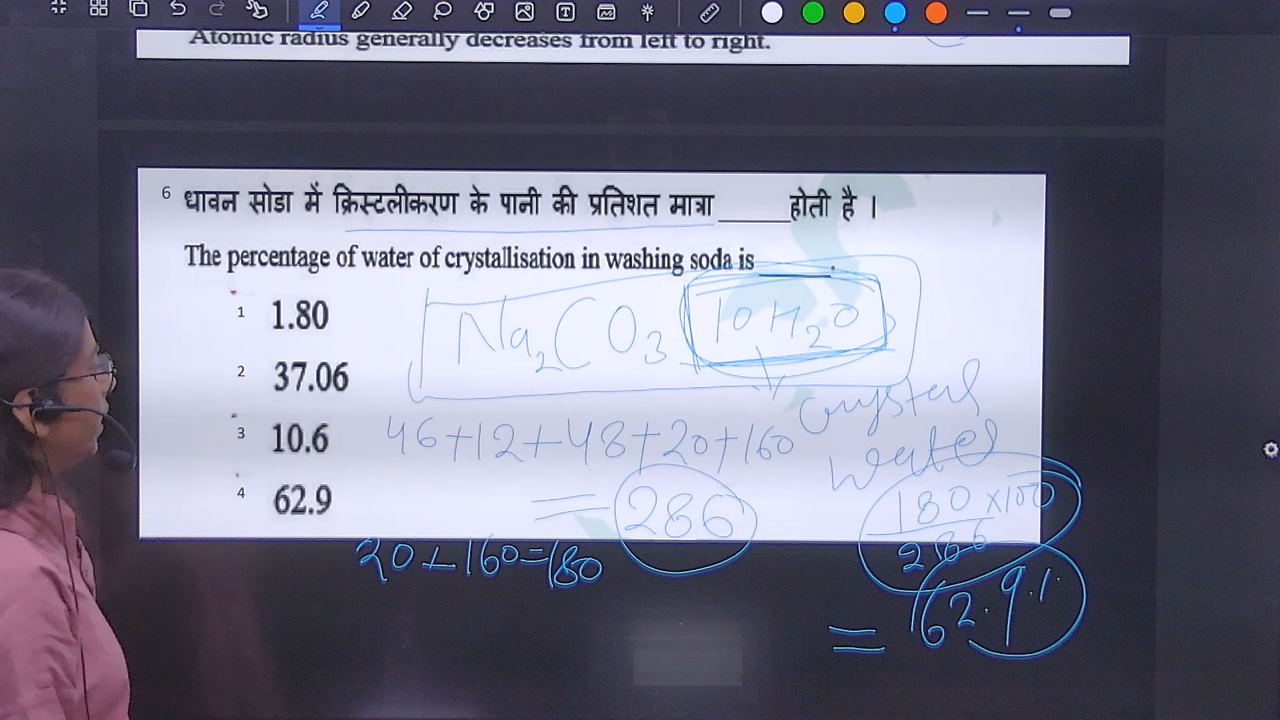 Atomic radius generally decreases from left to right.
6 धावन सोडा में क्रिस्टलीकरण के पानी की प्रतिशत मात्रा _____ होती है ।
The percentage of water of crystallisation in washing soda is _____.
1 1.80
2 37.06
3 10.6
4 62.9
Na₂CO₃ 10H₂O
crystal
water
46+12+48+20+160
= 286
20+160=180
180×100
286
= 62.9%